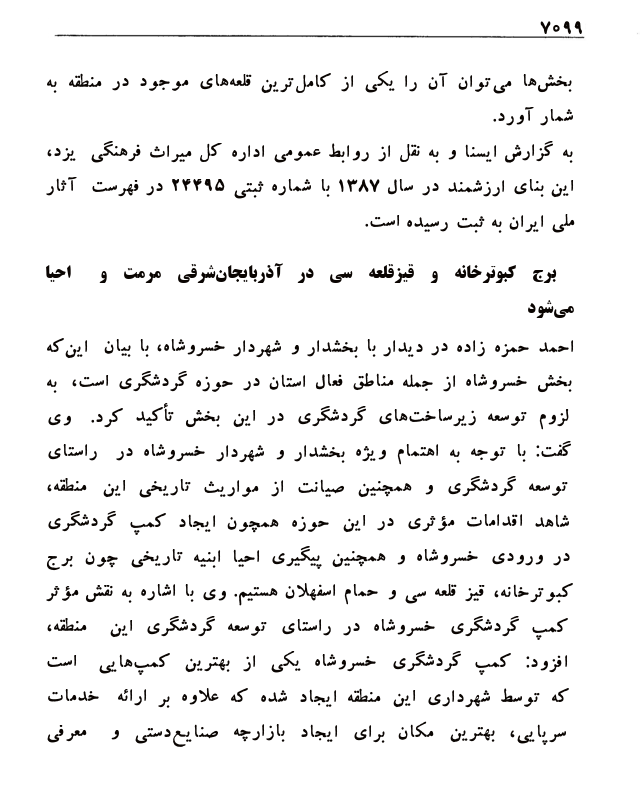 ۷۰۹۹
بخش‌ها می‌توان آن را یکی از کامل‌ترین قلعه‌های موجود در منطقه به
شمار آورد.
به گزارش ایسنا و به نقل از روابط عمومی اداره کل میراث فرهنگی یزد،
این بنای ارزشمند در سال ۱۳۸۷ با شماره ثبتی ۲۴۴۹۵ در فهرست آثار
ملی ایران به ثبت رسیده است.
برج کبوترخانه و قیزقلعه سی در آذربایجان‌شرقی مرمت و احیا
می‌شود
احمد حمزه زاده در دیدار با بخشدار و شهردار خسروشاه، با بیان این‌که
بخش خسروشاه از جمله مناطق فعال استان در حوزه گردشگری است، به
لزوم توسعه زیرساخت‌های گردشگری در این بخش تأکید کرد. وی
گفت: با توجه به اهتمام ویژه بخشدار و شهردار خسروشاه در راستای
توسعه گردشگری و همچنین صیانت از مواریث تاریخی این منطقه،
شاهد اقدامات مؤثری در این حوزه همچون ایجاد کمپ گردشگری
در ورودی خسروشاه و همچنین پیگیری احیا ابنیه تاریخی چون برج
کبوترخانه، قیز قلعه سی و حمام اسفهلان هستیم. وی با اشاره به نقش مؤثر
کمپ گردشگری خسروشاه در راستای توسعه گردشگری این منطقه،
افزود: کمپ گردشگری خسروشاه یکی از بهترین کمپ‌هایی است
که توسط شهرداری این منطقه ایجاد شده که علاوه بر ارائه خدمات
سرپایی، بهترین مکان برای ایجاد بازارچه صنایع‌دستی و معرفی